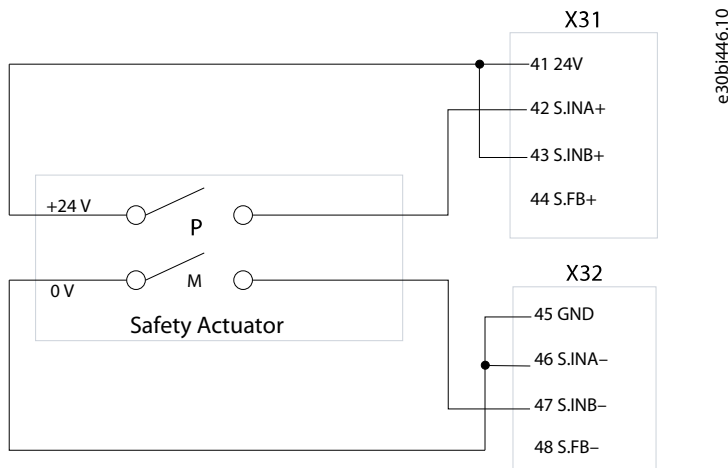 X31
41 24V
42 S.INA+
43 S.INB+
44 S.FB+
+24 V
P
M
0 V
Safety Actuator
X32
45 GND
46 S.INA–
47 S.INB–
48 S.FB–
e30bi446.10